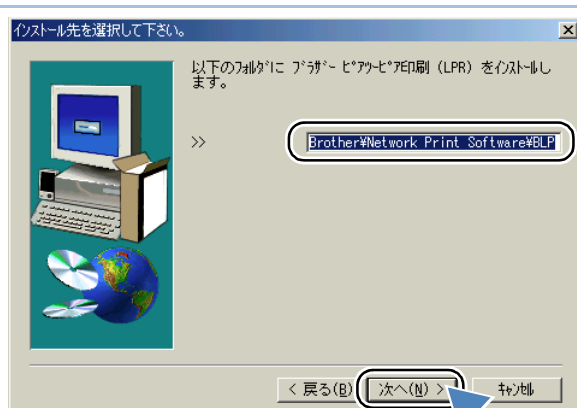 インストール先を選択して下さい。
以下のフォルダに ブラザー ピアツーピア印刷 (LPR) をインストールし
ます。
>>
Brother¥Network Print Software¥BLP
< 戻る(B)
次へ(N) >
キャンセル